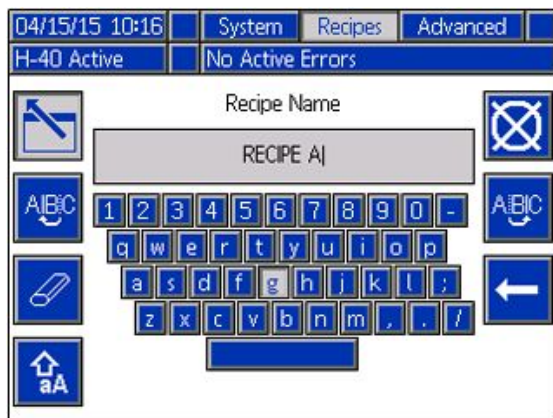 04/15/15 10:16 System Recipes Advanced
H-40 Active No Active Errors
Recipe Name
RECIPE A
ABC
ABC
1 2 3 4 5 6 7 8 9 0 -
q w e r t y u i o p
a s d f g h j k l ;
z x c v b n m , . /
aA